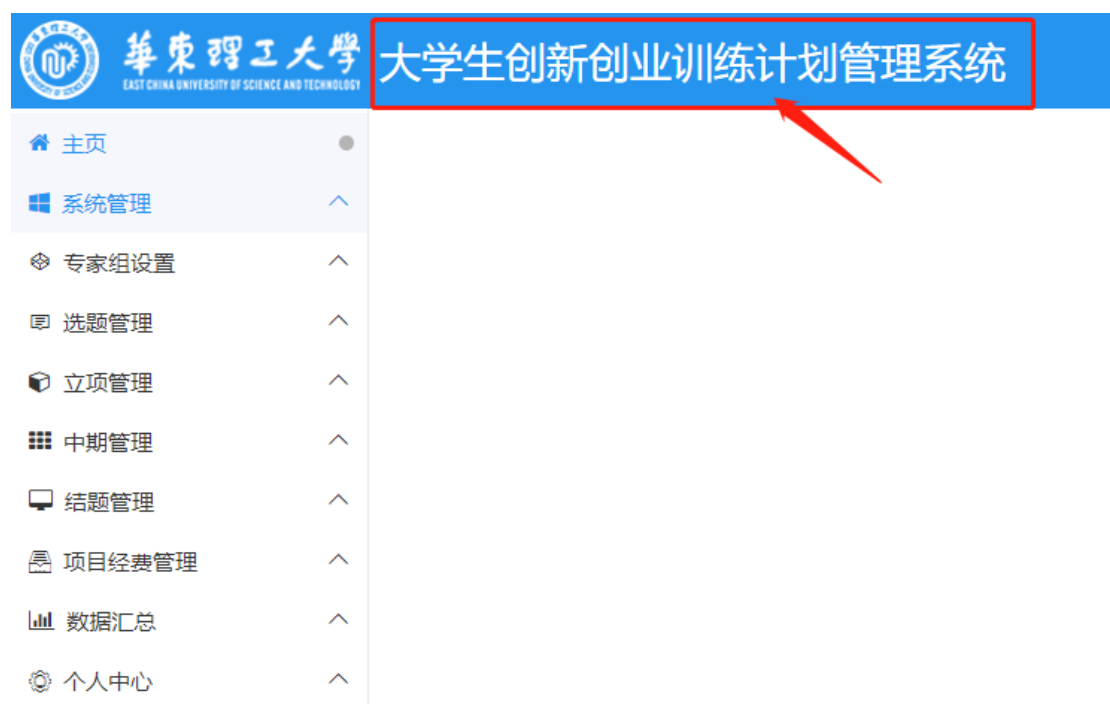 華東理工大學
EAST CHINA UNIVERSITY OF SCIENCE AND TECHNOLOGY
大学生创新创业训练计划管理系统
主页
系统管理
专家组设置
选题管理
立项管理
中期管理
结题管理
项目经费管理
数据汇总
个人中心